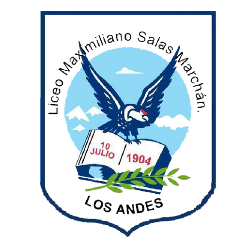 Liceo Maximiliano Salas Marchán.
10
JULIO
1904
LOS ANDES